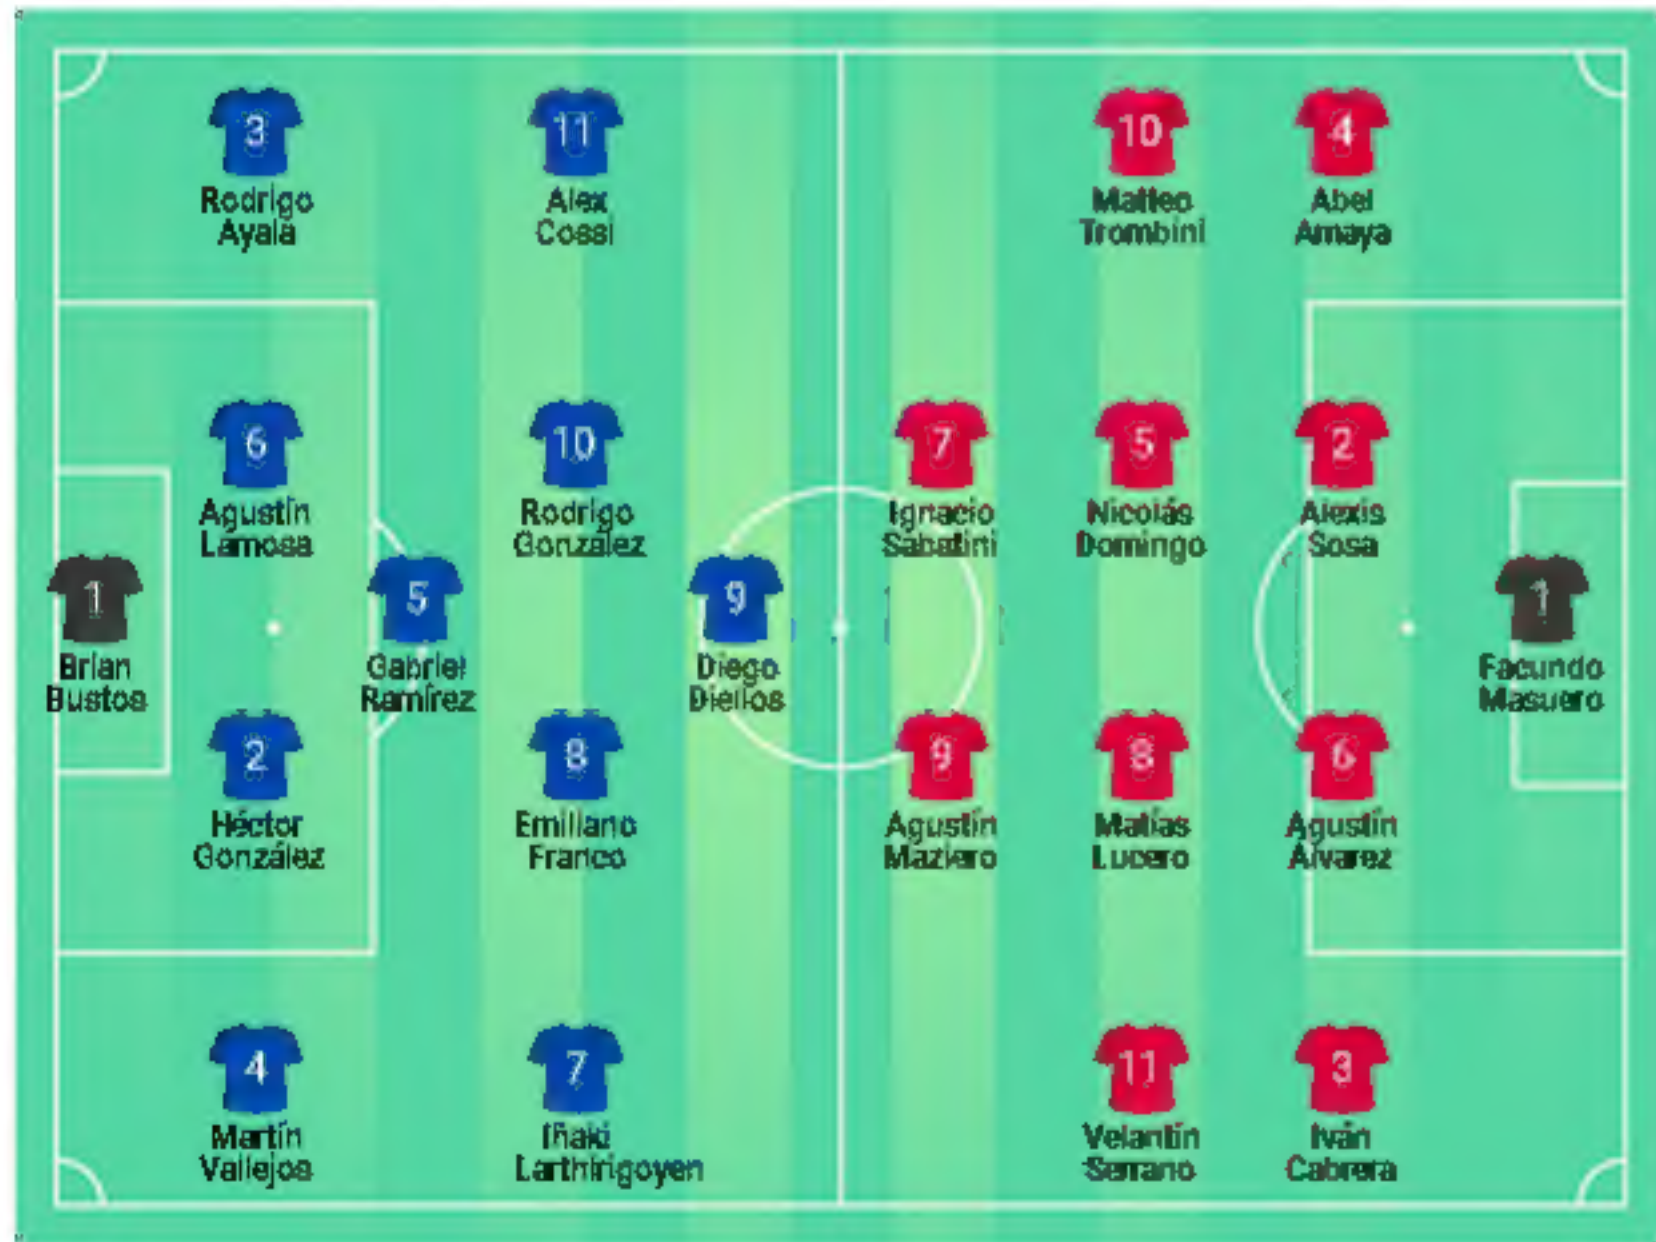 3
Rodrigo
Ayala
11
Alex
Cossi
10
Matteo
Trombini
4
Abel
Amaya
6
Agustín
Lamosa
10
Rodrigo
González
7
Ignacio
Sabatini
5
Nicolás
Domingo
2
Alexis
Sosa
1
Brian
Bustos
5
Gabriel
Ramírez
9
Diego
Diellos
1
Facundo
Masuero
2
Héctor
González
8
Emiliano
Franco
9
Agustín
Maziero
8
Matías
Lucero
6
Agustín
Álvarez
4
Martín
Vallejos
7
Iñaki
Larthirigoyen
11
Velantín
Serrano
3
Iván
Cabrera